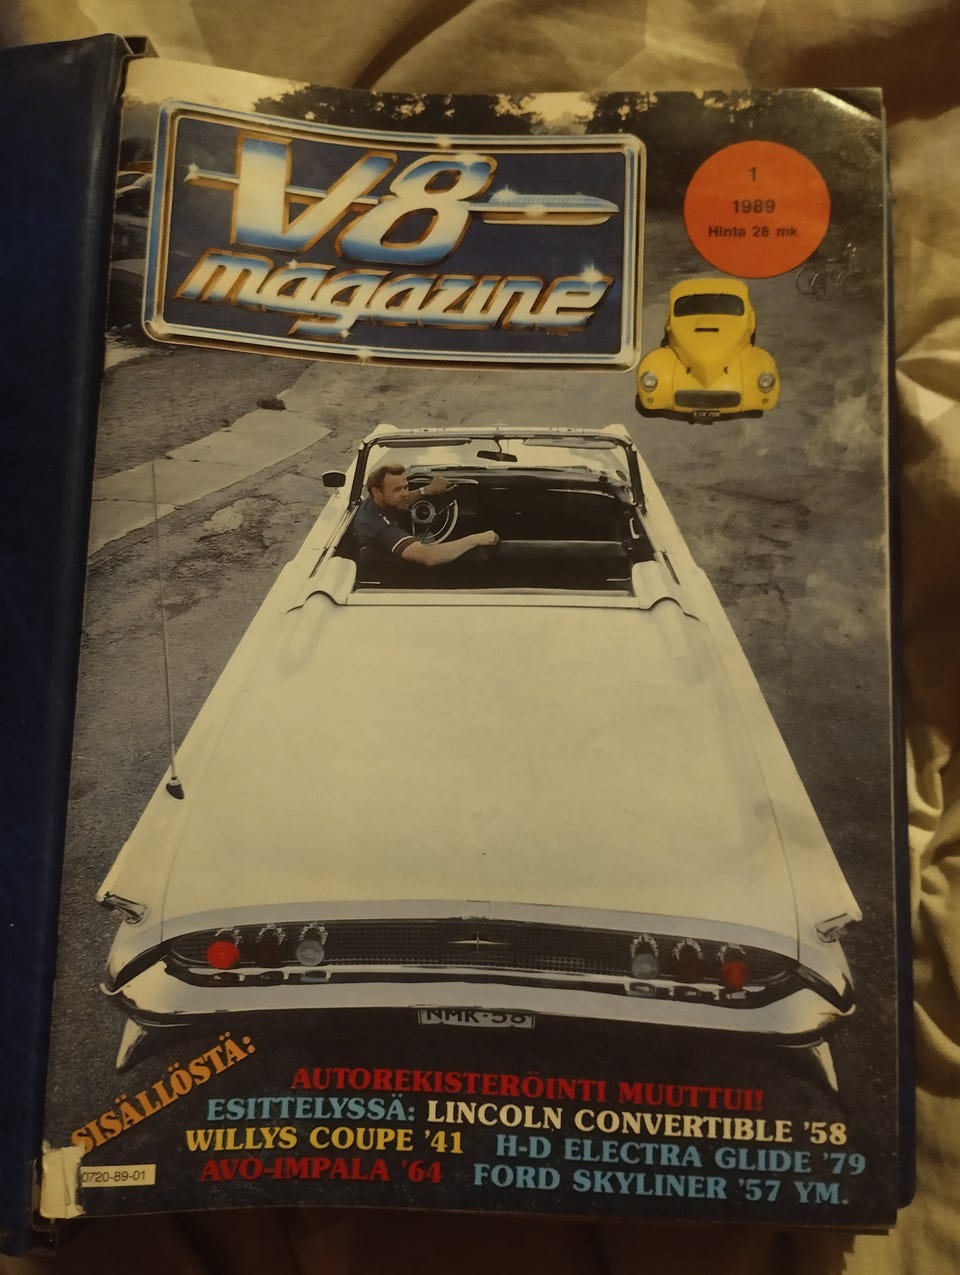 V8
magazine
1
1989
Hinta 28 mk
NMK-58
SISÄLLÖSTÄ:
AUTOREKISTERÖINTI MUUTTUI!
ESITTELYSSÄ: LINCOLN CONVERTIBLE '58
WILLYS COUPE '41 H-D ELECTRA GLIDE '79
AVO-IMPALA '64 FORD SKYLINER '57 YM.
0720-89-01